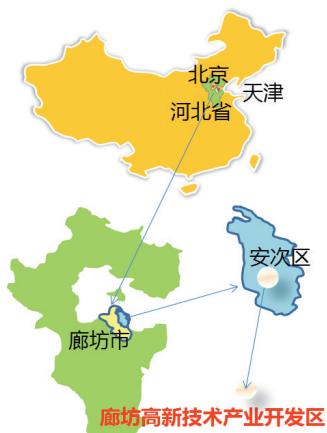 北京
天津
河北省
安次区
廊坊市
廊坊高新技术产业开发区